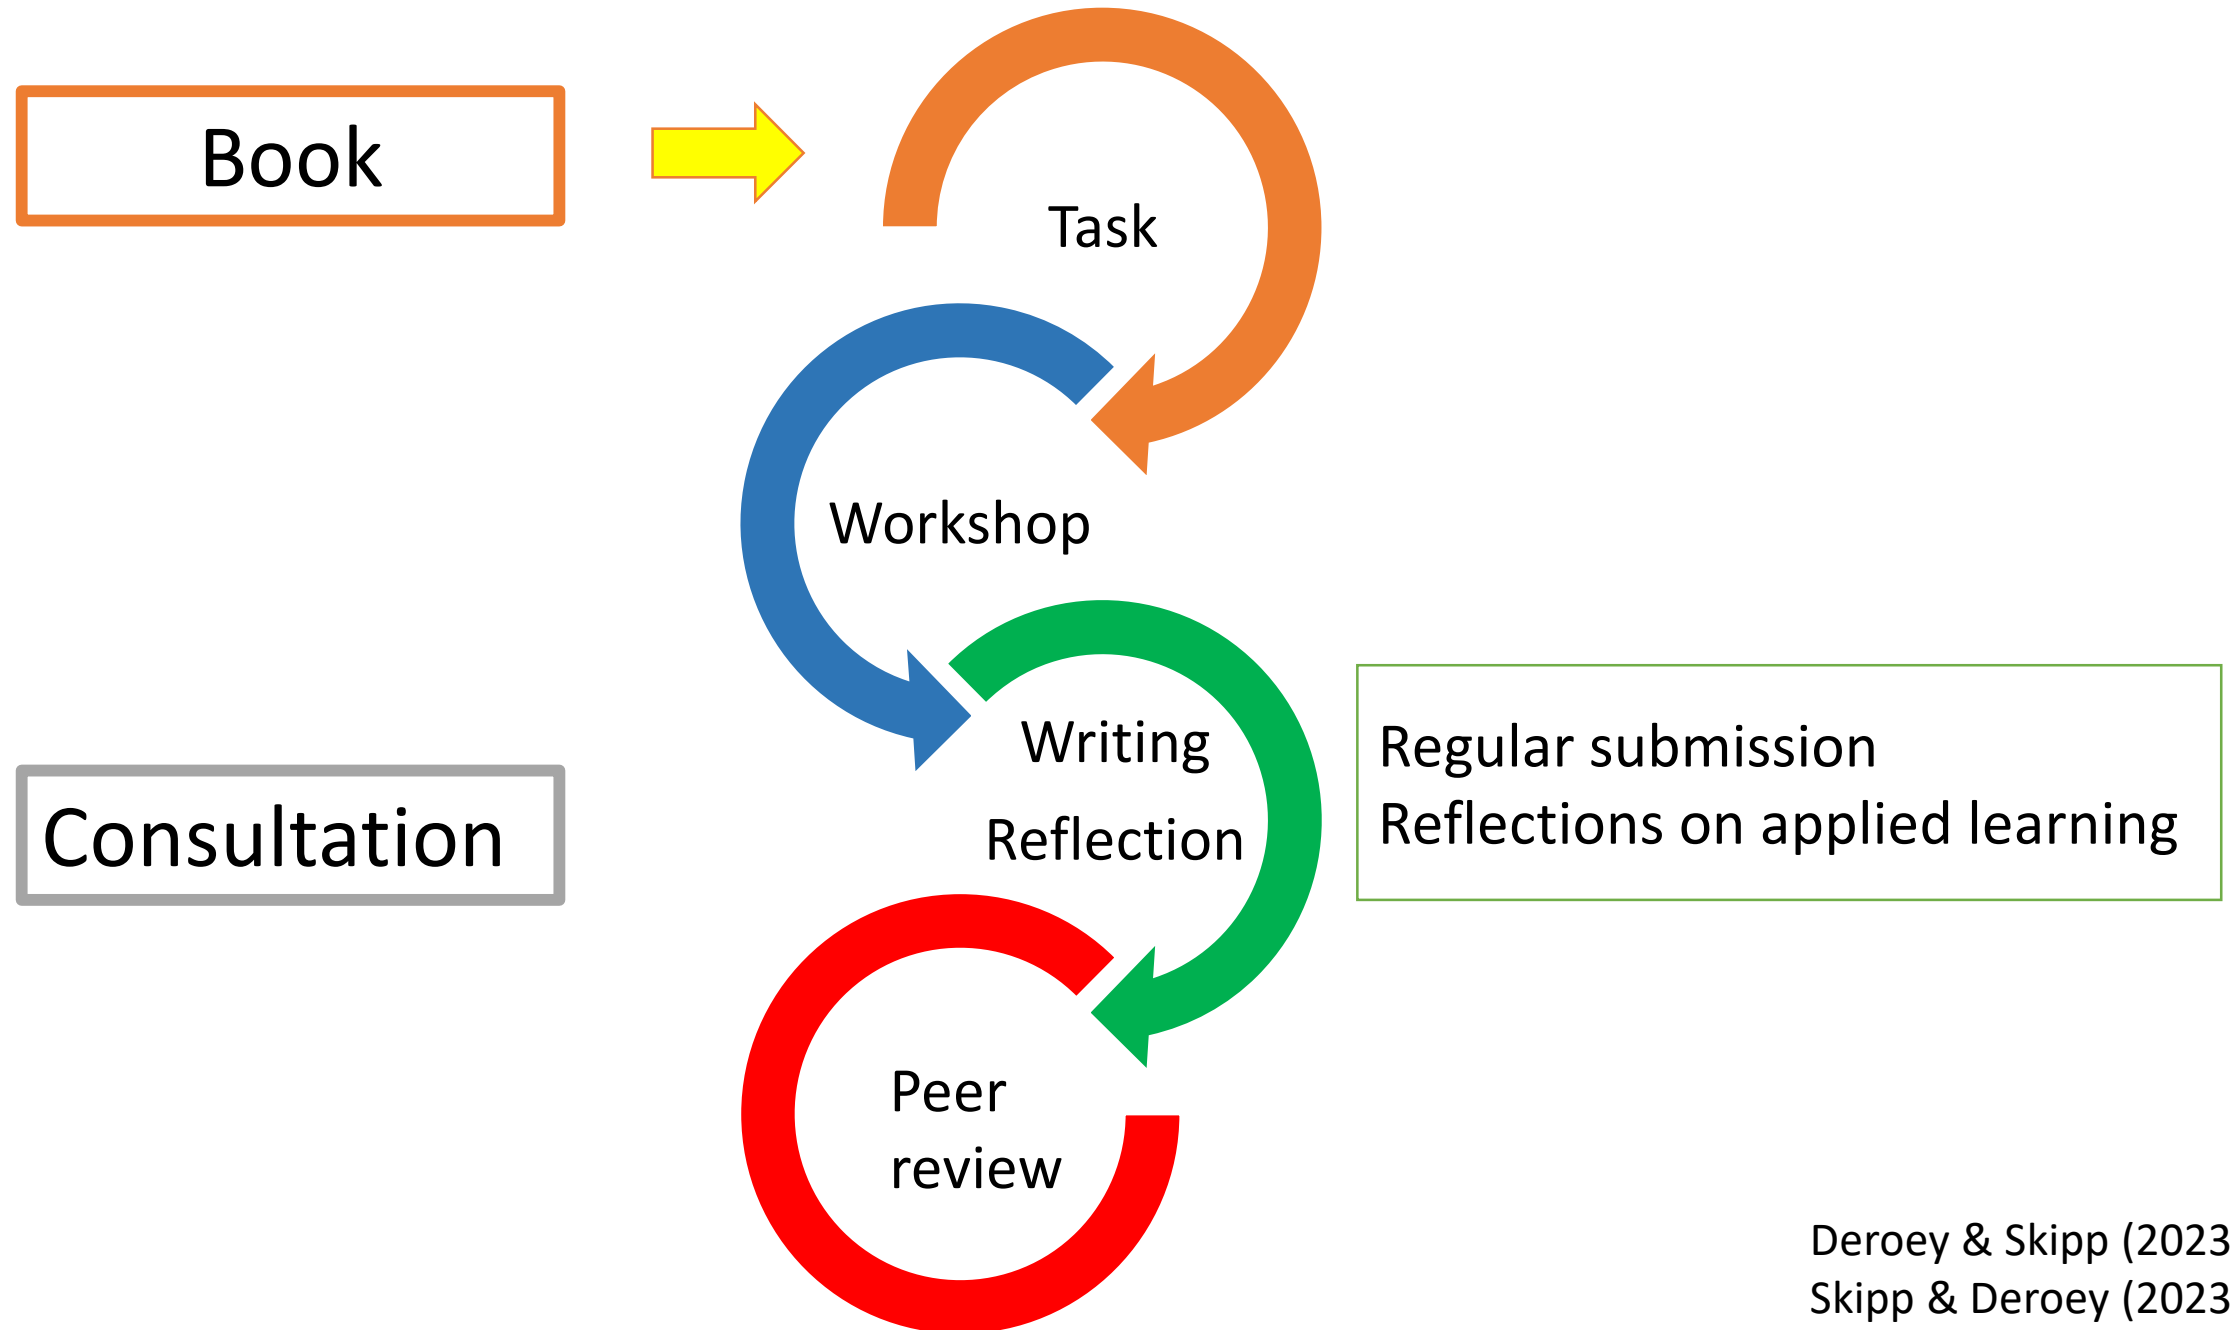 Book
Task
Workshop
Writing
Reflection
Regular submission
Reflections on applied learning
Consultation
Peer
review
Deroey & Skipp (2023
Skipp & Deroey (2023